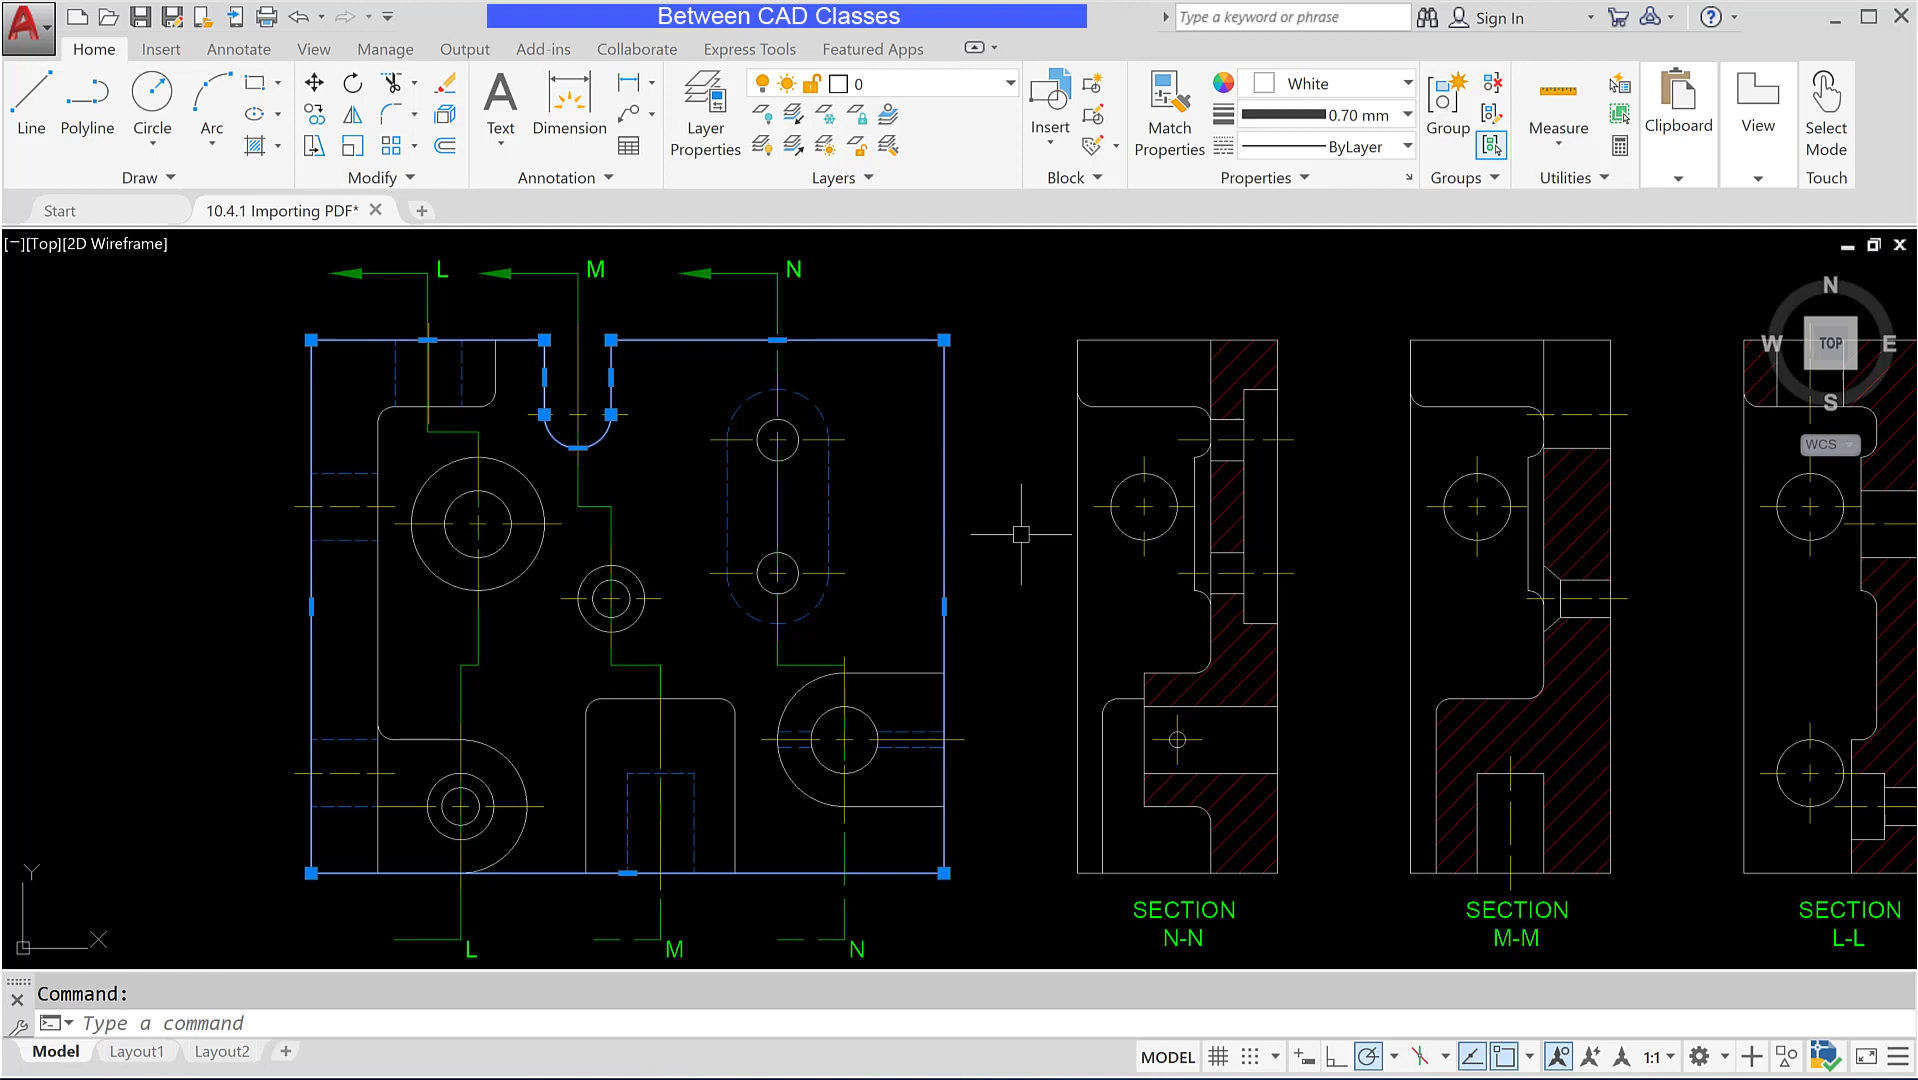 Between CAD Classes
Type a keyword or phrase
Sign In
Home
Insert
Annotate
View
Manage
Output
Add-ins
Collaborate
Express Tools
Featured Apps
Line
Polyline
Circle
Arc
Text
Dimension
Layer
Properties
0
Insert
Match
Properties
White
0.70 mm
ByLayer
Group
Measure
Clipboard
View
Select
Mode
Draw
Modify
Annotation
Layers
Block
Properties
Groups
Utilities
Touch
Start
10.4.1 Importing PDF*
[−][Top][2D Wireframe]
L
M
N
N
W
TOP
E
S
WCS
SECTION
N-N
SECTION
M-M
SECTION
L-L
L
M
N
Y
X
Command:
Type a command
Model
Layout1
Layout2
MODEL
1:1